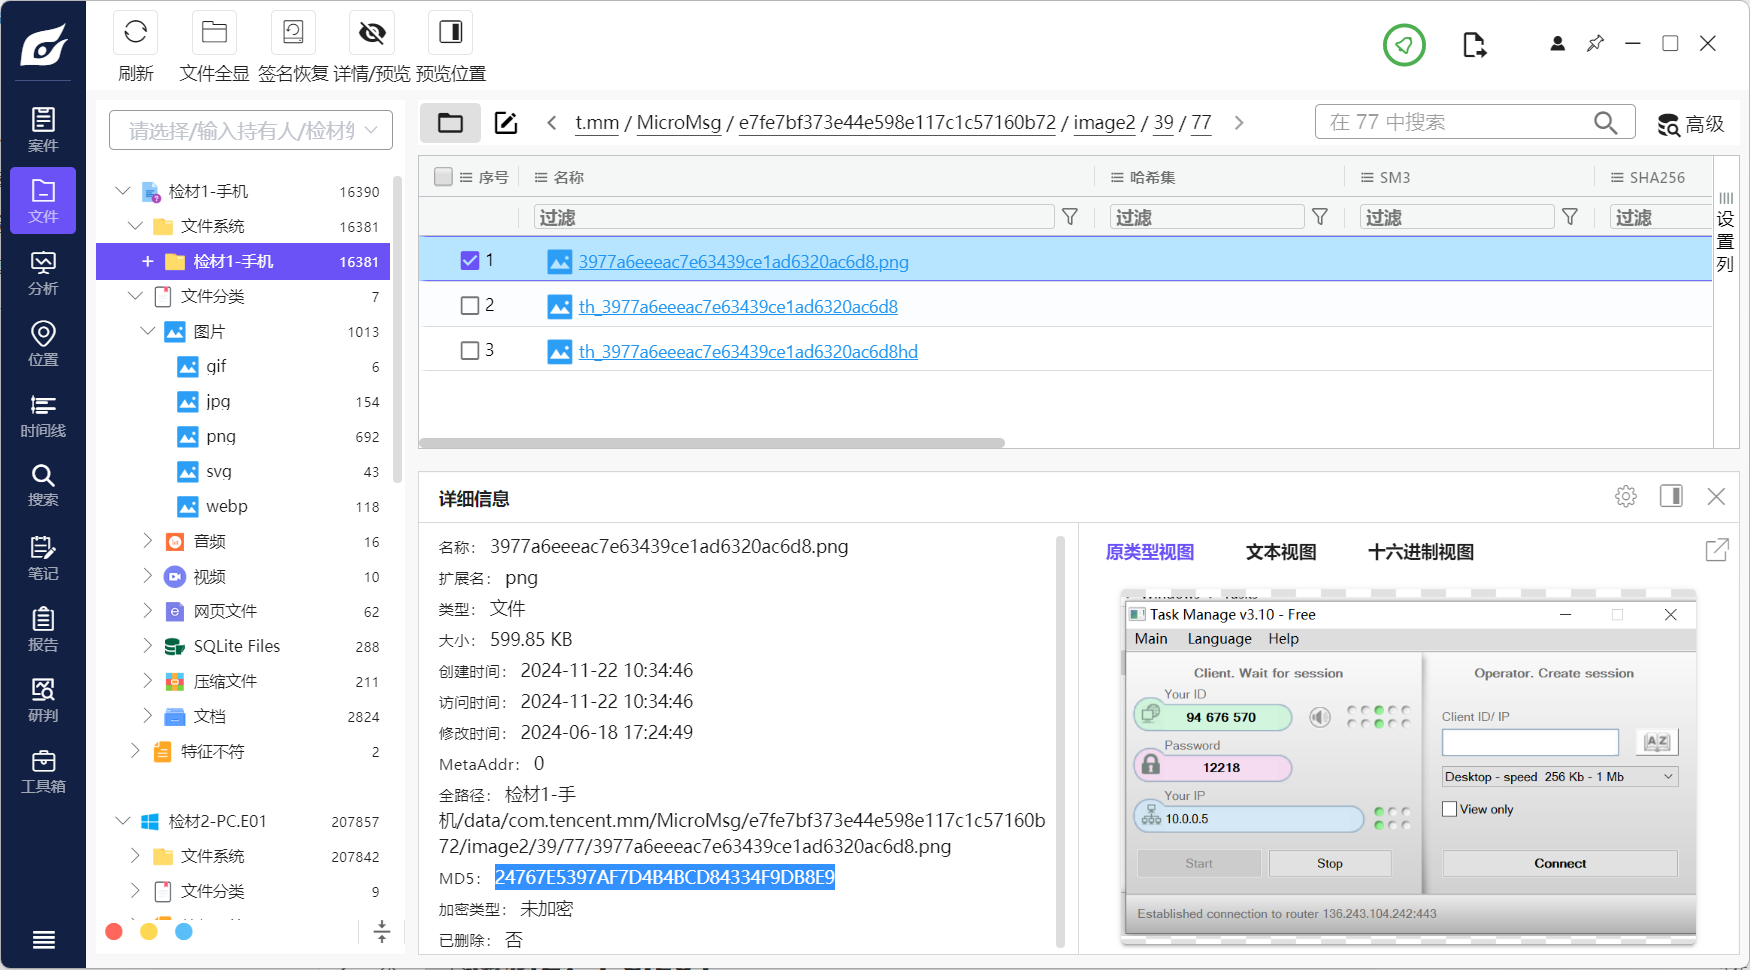 刷新
文件全显
签名恢复
详情/预览
预览位置
案件
文件
分析
位置
时间线
搜索
笔记
报告
研判
工具箱
请选择/输入持有人/检材
检材1-手机 16390
文件系统 16381
检材1-手机 16381
文件分类 7
图片 1013
gif 6
jpg 154
png 692
svg 43
webp 118
音频 16
视频 10
网页文件 62
SQLite Files 288
压缩文件 211
文档 2824
特征不符 2
检材2-PC.E01 207857
文件系统 207842
文件分类 9
t.mm / MicroMsg / e7fe7bf373e44e598e117c1c57160b72 / image2 / 39 / 77
在 77 中搜索
高级
序号 名称 哈希集 SM3 SHA256
过滤 过滤 过滤 过滤
设置列
1 3977a6eeeac7e63439ce1ad6320ac6d8.png
2 th_3977a6eeeac7e63439ce1ad6320ac6d8
3 th_3977a6eeeac7e63439ce1ad6320ac6d8hd
详细信息
名称: 3977a6eeeac7e63439ce1ad6320ac6d8.png
扩展名: png
类型: 文件
大小: 599.85 KB
创建时间: 2024-11-22 10:34:46
访问时间: 2024-11-22 10:34:46
修改时间: 2024-06-18 17:24:49
MetaAddr: 0
全路径: 检材1-手
机/data/com.tencent.mm/MicroMsg/e7fe7bf373e44e598e117c1c57160b
72/image2/39/77/3977a6eeeac7e63439ce1ad6320ac6d8.png
MD5: 24767E5397AF7D4B4BCD84334F9DB8E9
加密类型: 未加密
已删除: 否
原类型视图 文本视图 十六进制视图
Task Manage v3.10 - Free
Main Language Help
Client. Wait for session
Your ID
94 676 570
Password
12218
Your IP
10.0.0.5
Start
Stop
Operator. Create session
Client ID/ IP
AZ
Desktop - speed 256 Kb - 1 Mb
View only
Connect
Established connection to router 136.243.104.242:443